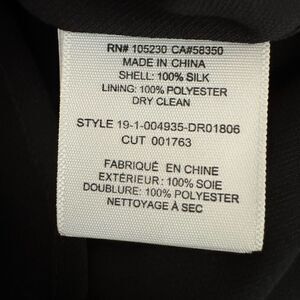 RN# 105230 CA#58350
MADE IN CHINA
SHELL: 100% SILK
LINING: 100% POLYESTER
DRY CLEAN
STYLE 19-1-004935-DR01806
CUT 001763
FABRIQUÉ EN CHINE
EXTÉRIEUR: 100% SOIE
DOUBLURE: 100% POLYESTER
NETTOYAGE À SEC